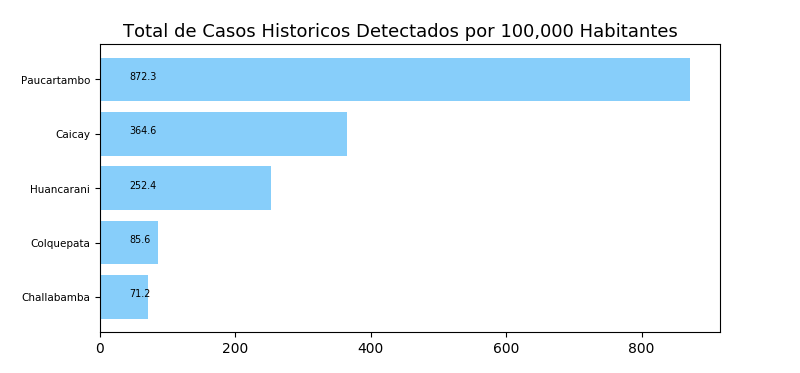 Total de Casos Historicos Detectados por 100,000 Habitantes
Paucartambo 872.3
Caicay 364.6
Huancarani 252.4
Colquepata 85.6
Challabamba 71.2
0 200 400 600 800